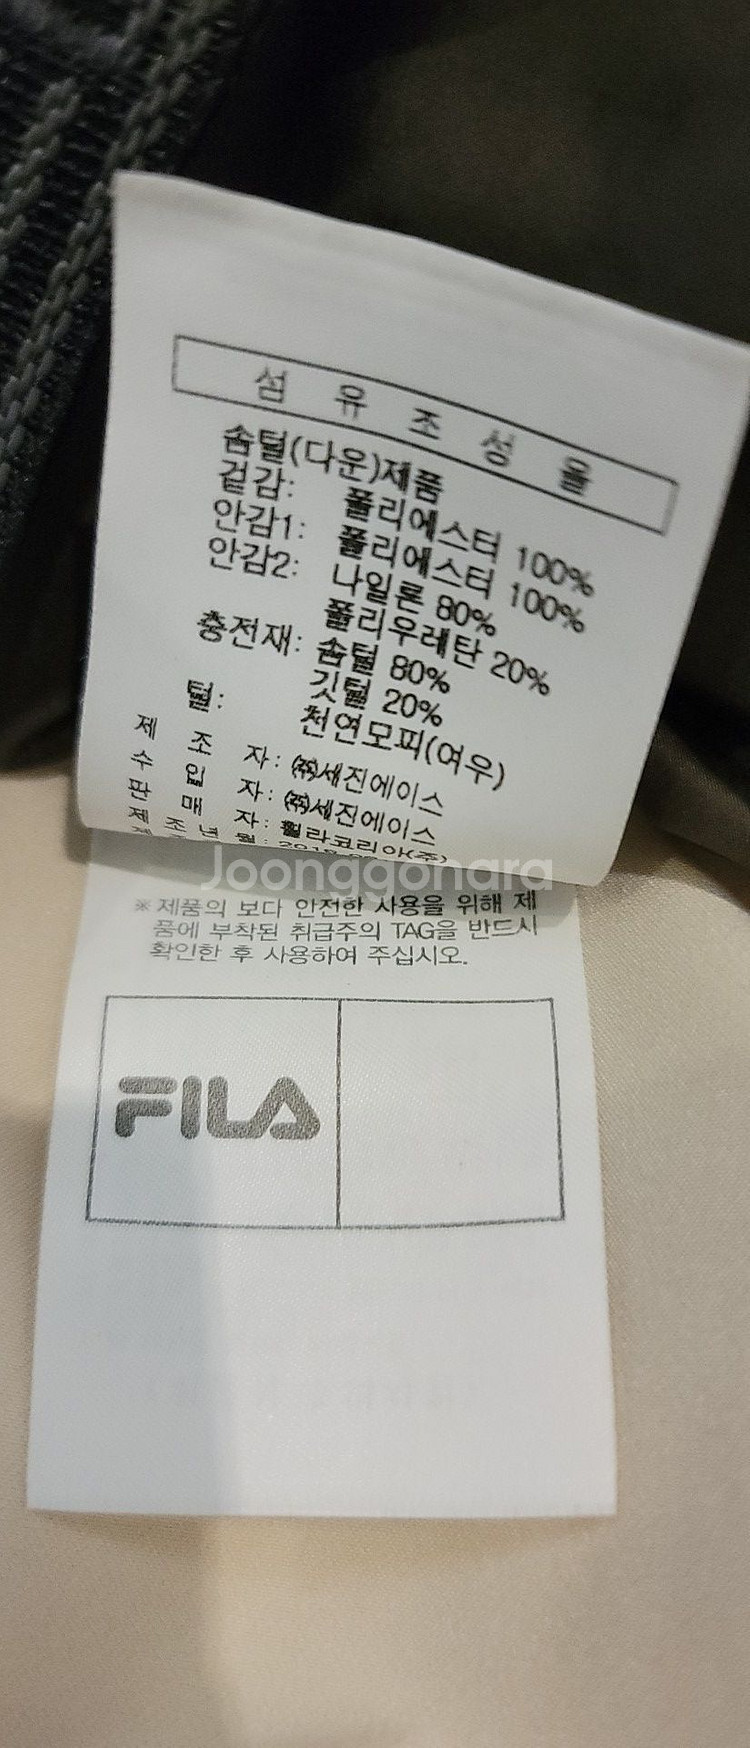 섬 유 조 성 율
솜털(다운)제품
겉감: 폴리에스터 100%
안감1: 폴리에스터 100%
안감2: 나일론 80%
폴리우레탄 20%
충전재: 솜털 80%
깃털 20%
털: 천연모피(여우)
제 조 자: ㈜세진에이스
수 입 자: ㈜세진에이스
판 매 자: 휠라코리아(주)
제 조 년 월:
Joonggonara
※ 제품의 보다 안전한 사용을 위해 제
품에 부착된 취급주의 TAG을 반드시
확인한 후 사용하여 주십시오.
FILA